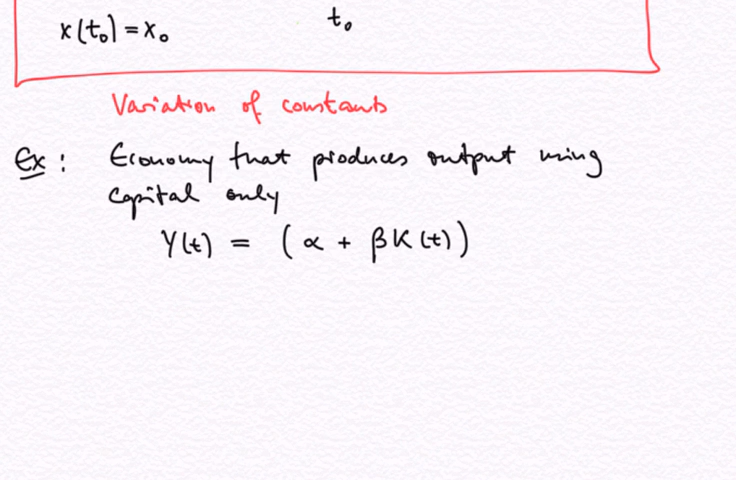 x(t₀) = x₀ t₀
Variation of constants
Ex: Economy that produces output using
capital only
Y(t) = (α + βK(t))